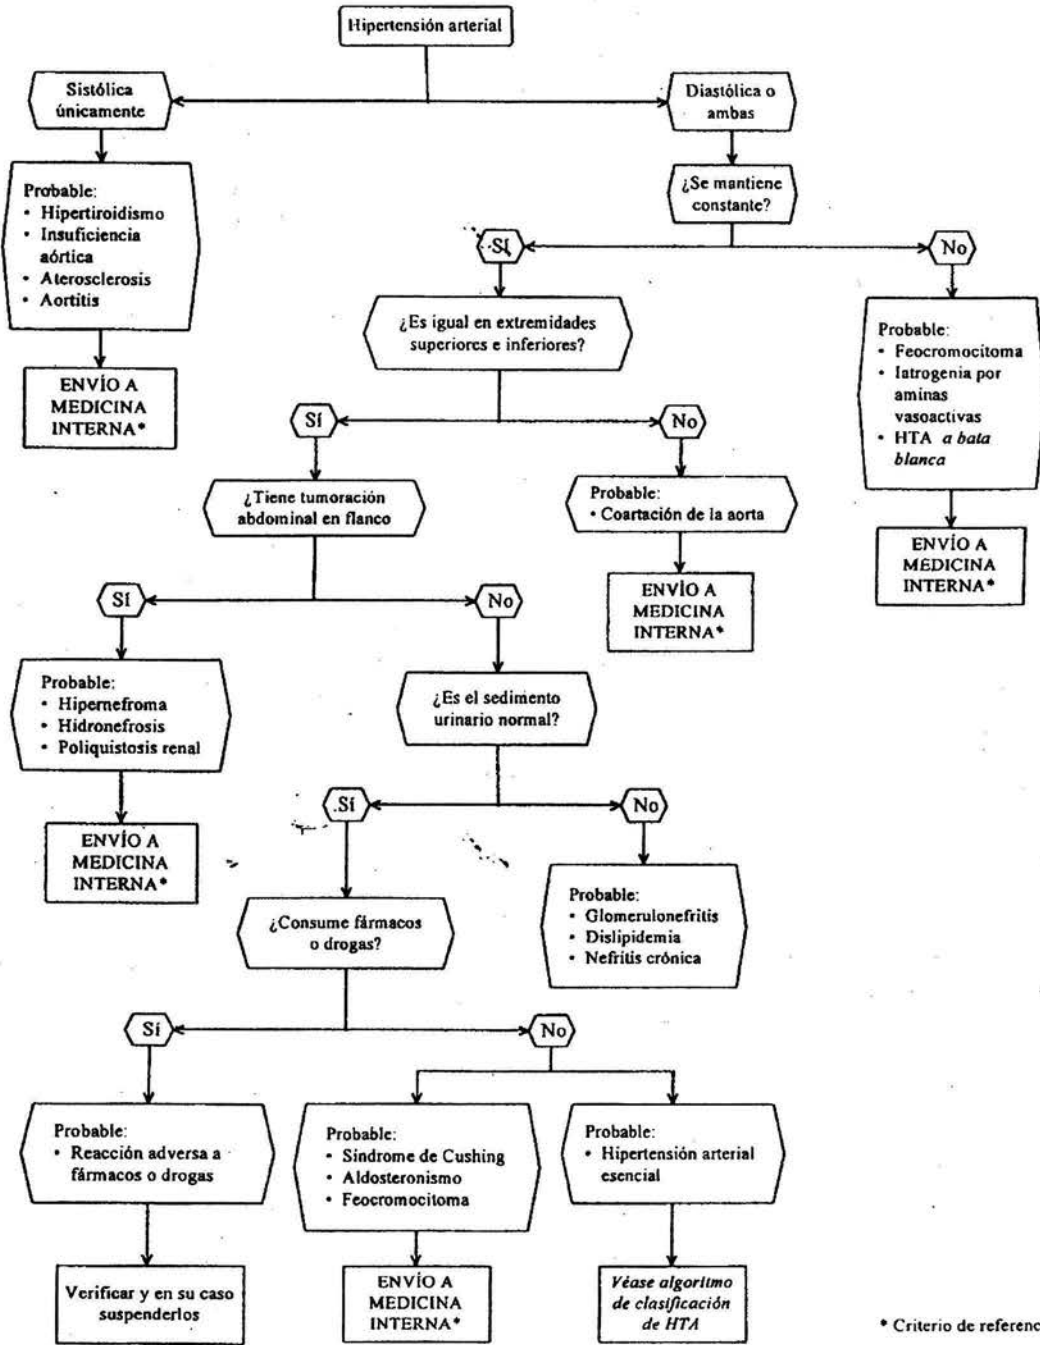 Hipertensión arterial
Sistólica
únicamente
Diastólica o
ambas
Probable:
• Hipertiroidismo
• Insuficiencia
aórtica
• Aterosclerosis
• Aortitis
¿Se mantiene
constante?
Sí
No
ENVÍO A
MEDICINA
INTERNA*
¿Es igual en extremidades
superiores e inferiores?
Probable:
• Feocromocitoma
• Iatrogenia por
aminas
vasoactivas
• HTA a bata
blanca
Sí
No
¿Tiene tumoración
abdominal en flanco
Probable:
• Coartación de la aorta
ENVÍO A
MEDICINA
INTERNA*
ENVÍO A
MEDICINA
INTERNA*
Sí
No
Probable:
• Hipernefroma
• Hidronefrosis
• Poliquistosis renal
¿Es el sedimento
urinario normal?
Sí
No
ENVÍO A
MEDICINA
INTERNA*
¿Consume fármacos
o drogas?
Probable:
• Glomerulonefritis
• Dislipidemia
• Nefritis crónica
Sí
No
Probable:
• Reacción adversa a
fármacos o drogas
Probable:
• Síndrome de Cushing
• Aldosteronismo
• Feocromocitoma
Probable:
• Hipertensión arterial
esencial
Verificar y en su caso
suspenderlos
ENVÍO A
MEDICINA
INTERNA*
Véase algoritmo
de clasificación
de HTA
* Criterio de referenc